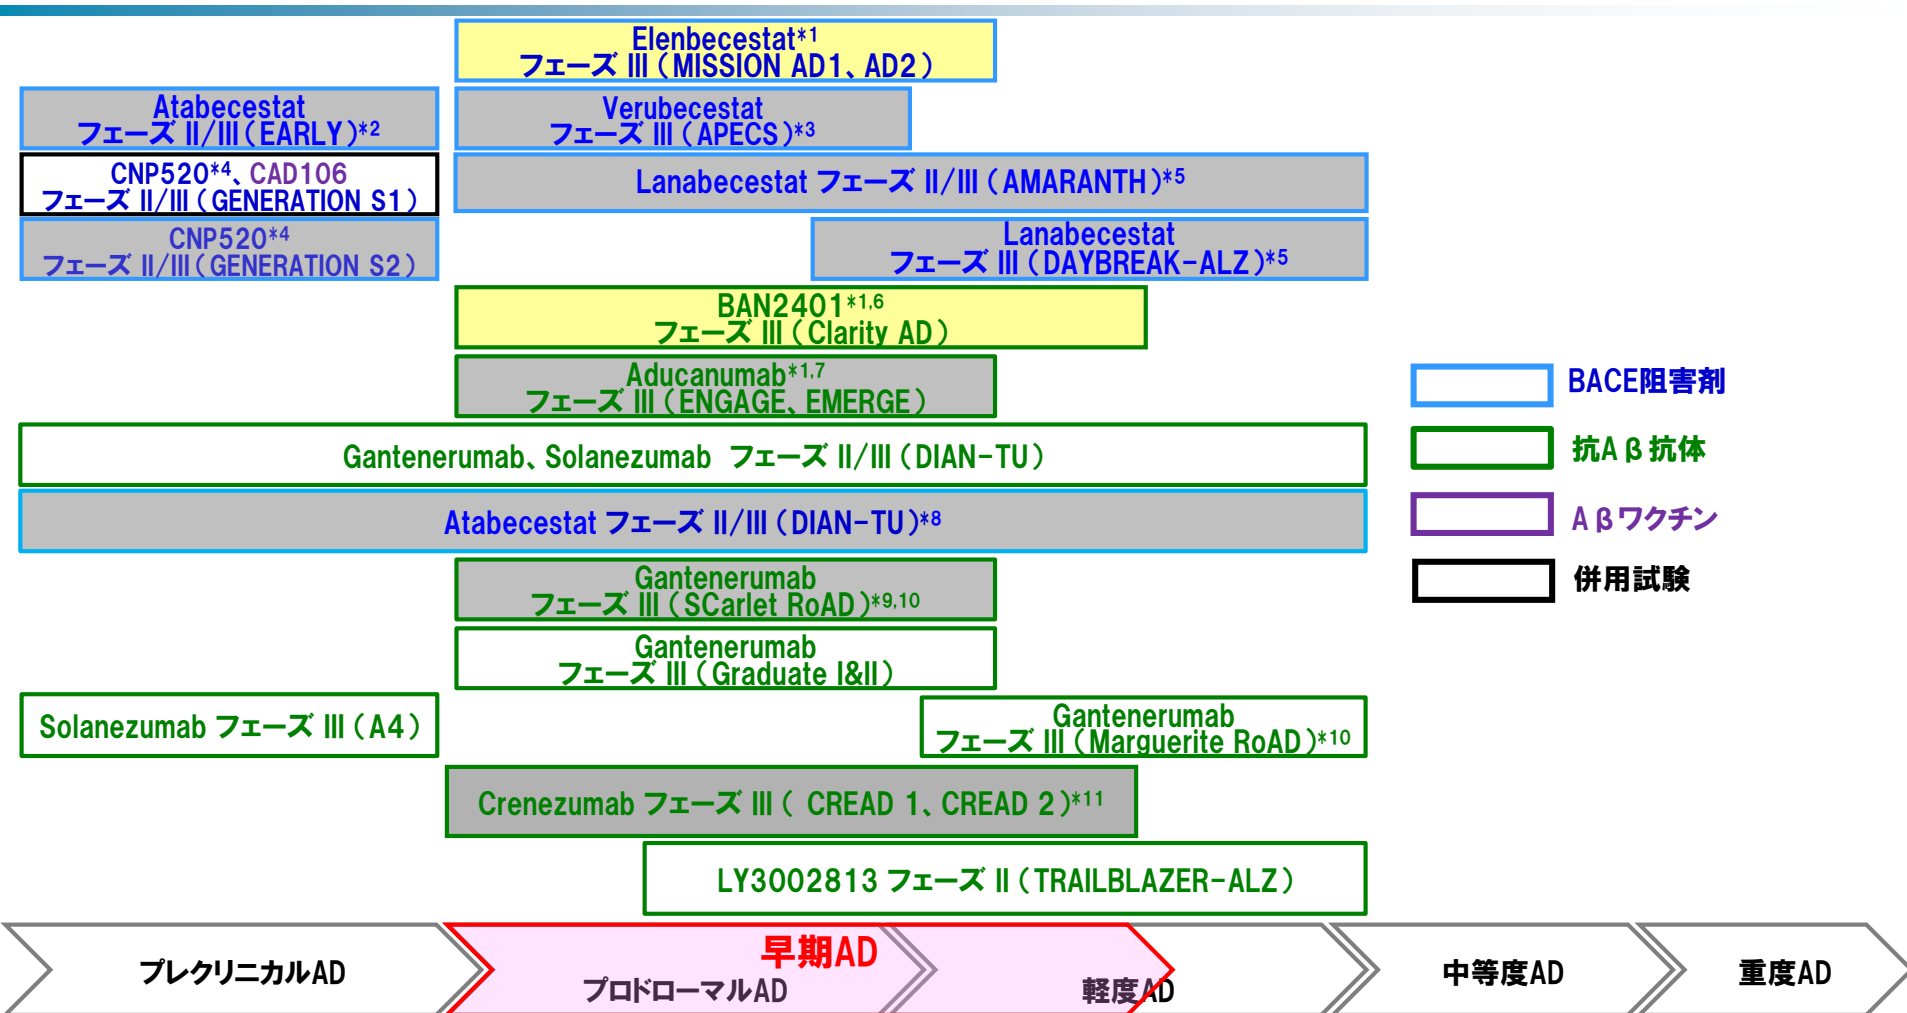 Elenbecestat*1
フェーズ III（MISSION AD1、AD2）
Atabecestat
フェーズ II/III（EARLY）*2
Verubecestat
フェーズ III（APECS）*3
CNP520*4、CAD106
フェーズ II/III（GENERATION S1）
Lanabecestat フェーズ II/III（AMARANTH）*5
CNP520*4
フェーズ II/III（GENERATION S2）
Lanabecestat
フェーズ III（DAYBREAK-ALZ）*5
BAN2401*1,6
フェーズ III（Clarity AD）
Aducanumab*1,7
フェーズ III（ENGAGE、EMERGE）
Gantenerumab、Solanezumab フェーズ II/III（DIAN-TU）
Atabecestat フェーズ II/III（DIAN-TU）*8
Gantenerumab
フェーズ III（SCarlet RoAD）*9,10
Gantenerumab
フェーズ III（Graduate I&II）
Solanezumab フェーズ III（A4）
Gantenerumab
フェーズ III（Marguerite RoAD）*10
Crenezumab フェーズ III（ CREAD 1、CREAD 2）*11
LY3002813 フェーズ II（TRAILBLAZER-ALZ）
BACE阻害剤
抗Aβ抗体
Aβワクチン
併用試験
プレクリニカルAD
早期AD
プロドローマルAD
軽度AD
中等度AD
重度AD